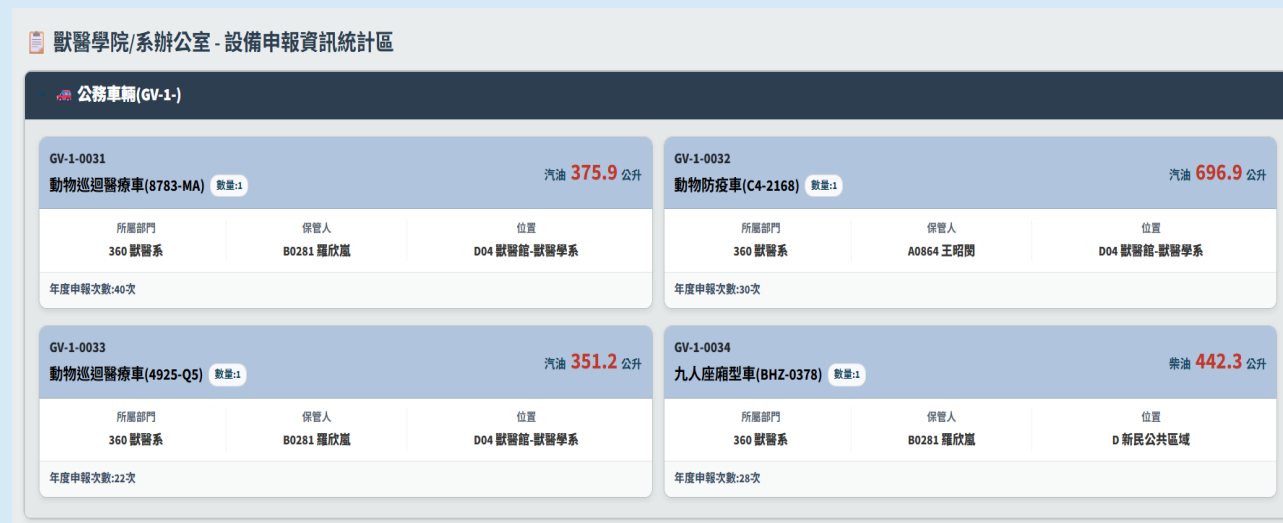 獸醫學院/系辦公室 - 設備申報資訊統計區
公務車輛(GV-1-)
GV-1-0031
動物巡迴醫療車(8783-MA) 數量:1
汽油 375.9 公升
所屬部門 保管人 位置
360 獸醫系 B0281 羅欣嵐 D04 獸醫館-獸醫學系
年度申報次數:40次
GV-1-0032
動物防疫車(C4-2168) 數量:1
汽油 696.9 公升
所屬部門 保管人 位置
360 獸醫系 A0864 王昭閔 D04 獸醫館-獸醫學系
年度申報次數:30次
GV-1-0033
動物巡迴醫療車(4925-Q5) 數量:1
汽油 351.2 公升
所屬部門 保管人 位置
360 獸醫系 B0281 羅欣嵐 D04 獸醫館-獸醫學系
年度申報次數:22次
GV-1-0034
九人座廂型車(BHZ-0378) 數量:1
柴油 442.3 公升
所屬部門 保管人 位置
360 獸醫系 B0281 羅欣嵐 D 新民公共區域
年度申報次數:28次